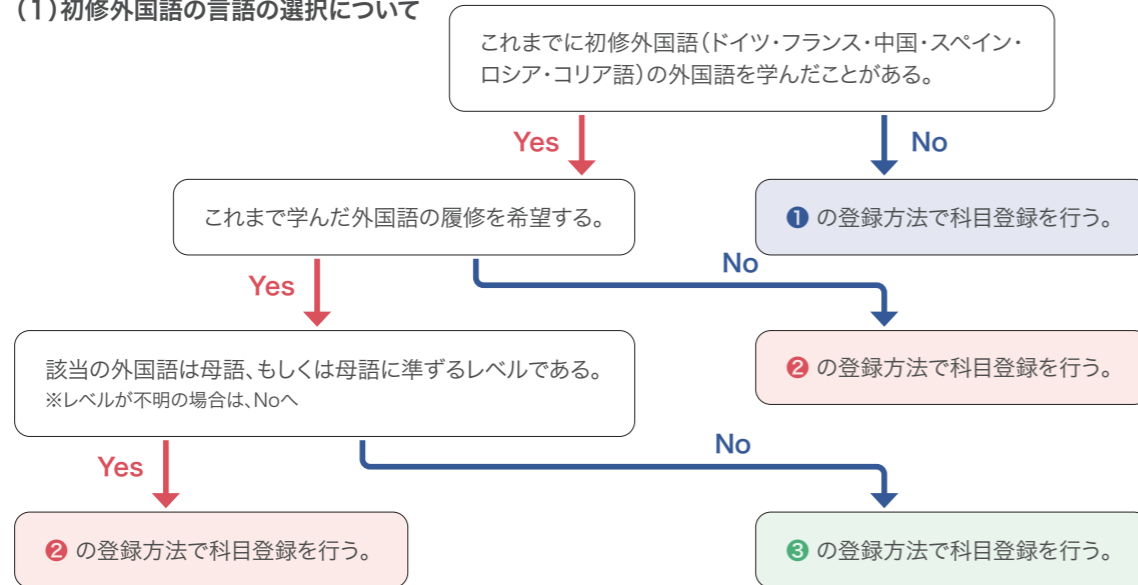 (1)初修外国語の言語の選択について
これまでに初修外国語(ドイツ・フランス・中国・スペイン・
ロシア・コリア語)の外国語を学んだことがある。
Yes
No
これまで学んだ外国語の履修を希望する。
❶ の登録方法で科目登録を行う。
Yes
No
該当の外国語は母語、もしくは母語に準ずるレベルである。
※レベルが不明の場合は、Noへ
❷ の登録方法で科目登録を行う。
Yes
No
❷ の登録方法で科目登録を行う。
❸ の登録方法で科目登録を行う。